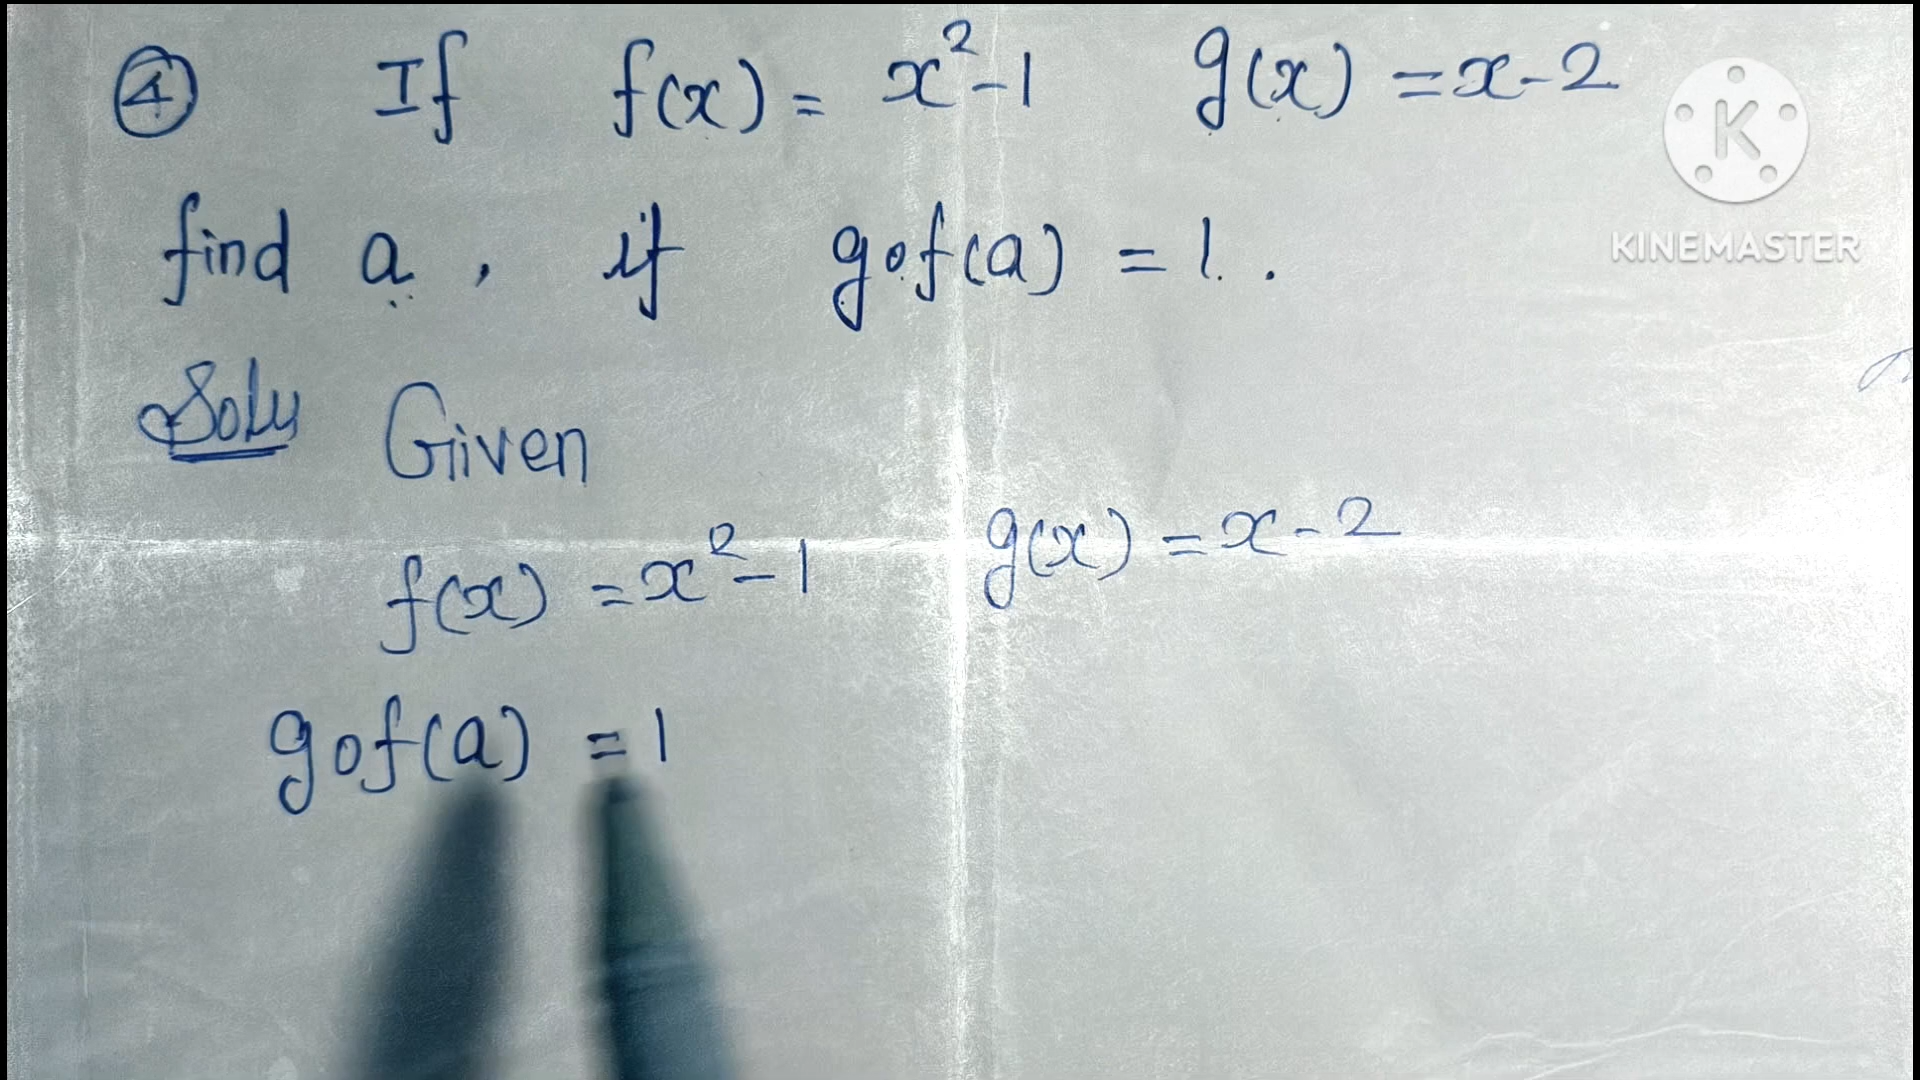 ④ If f(x) = x²-1 g(x) = x-2
K
KINEMASTER
find a, if gof(a) = 1.
Soln Given
f(x) = x²-1 g(x) = x-2
gof(a) = 1